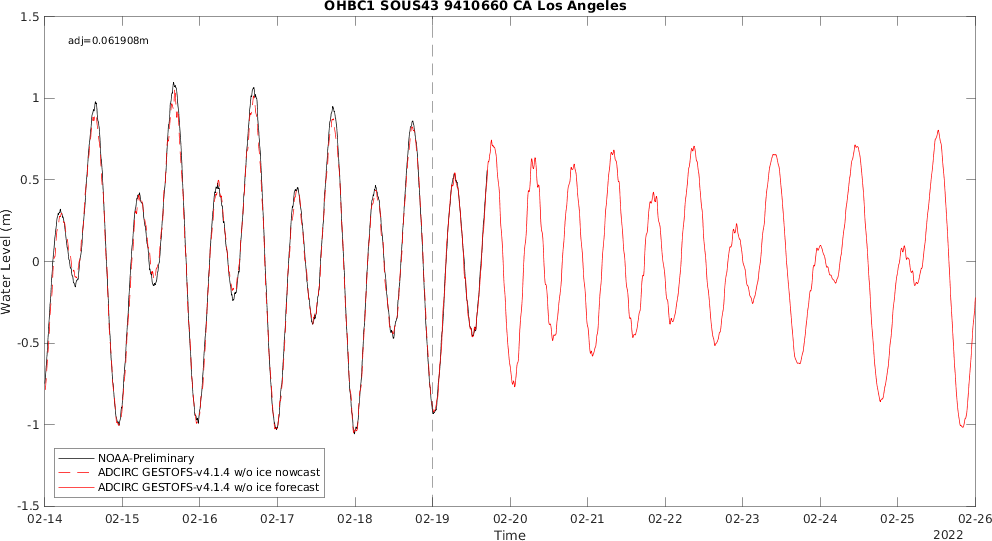 OHBC1 SOUS43 9410660 CA Los Angeles
adj=0.061908m
1.5
1
0.5
0
-0.5
-1
-1.5
Water Level (m)
NOAA-Preliminary
ADCIRC GESTOFS-v4.1.4 w/o ice nowcast
ADCIRC GESTOFS-v4.1.4 w/o ice forecast
02-14 02-15 02-16 02-17 02-18 02-19 02-20 02-21 02-22 02-23 02-24 02-25 02-26
Time
2022